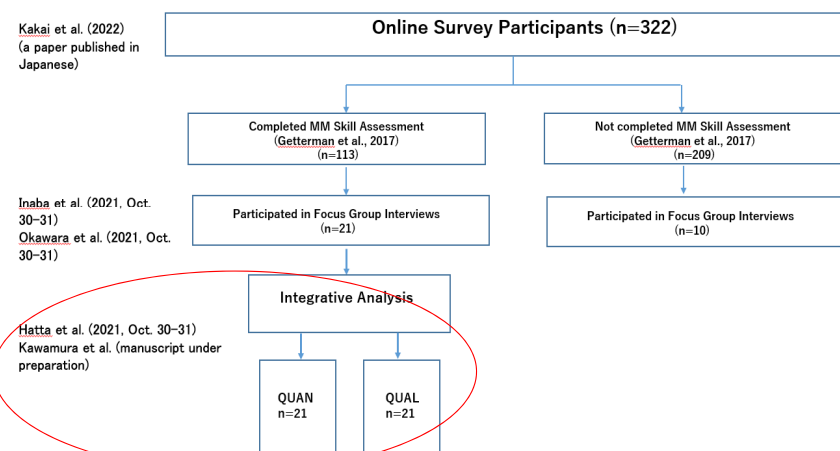 Kakai et al. (2022)
(a paper published in
Japanese)
Online Survey Participants (n=322)
Completed MM Skill Assessment
(Getterman et al., 2017)
(n=113)
Not completed MM Skill Assessment
(Getterman et al., 2017)
(n=209)
Inaba et al. (2021, Oct.
30-31)
Okawara et al. (2021, Oct.
30-31)
Participated in Focus Group Interviews
(n=21)
Participated in Focus Group Interviews
(n=10)
Integrative Analysis
Hatta et al. (2021, Oct. 30-31)
Kawamura et al. (manuscript under
preparation)
QUAN
n=21
QUAL
n=21